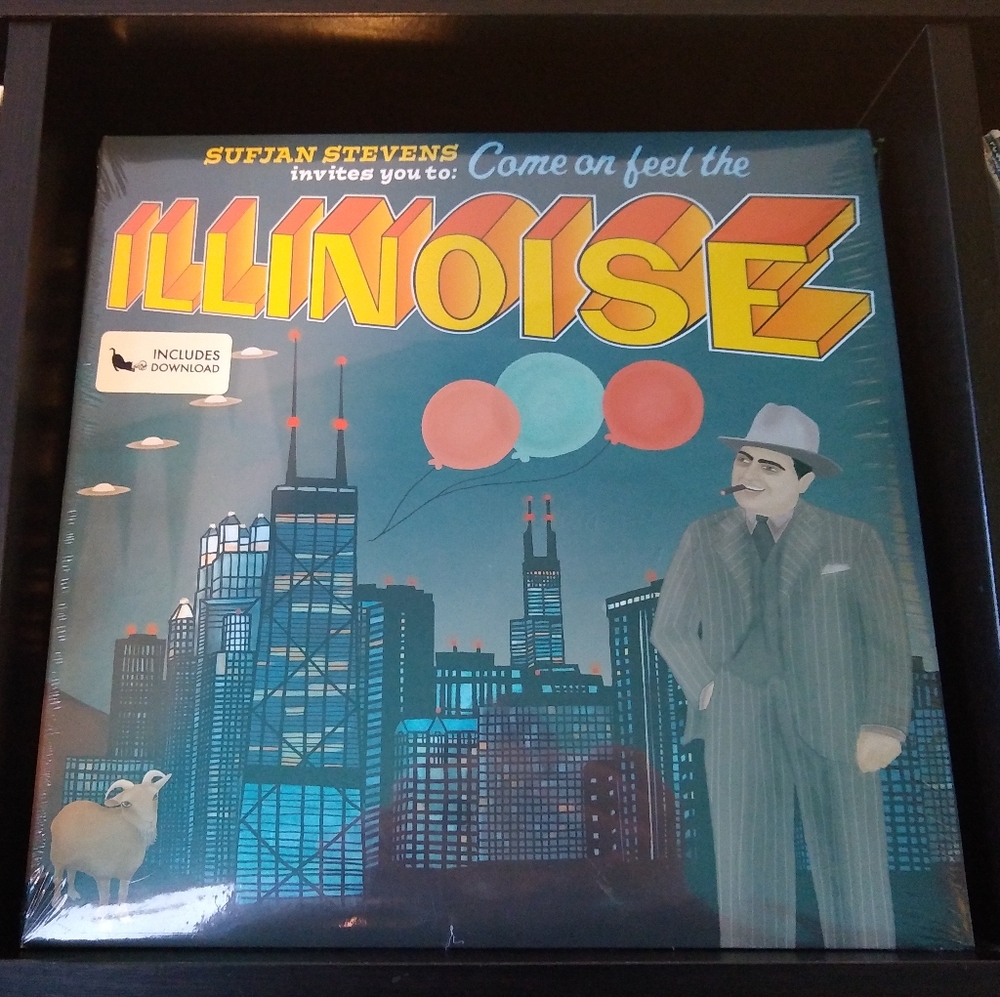 SUFJAN STEVENS
invites you to: Come on feel the
ILLINOISE
INCLUDES
DOWNLOAD